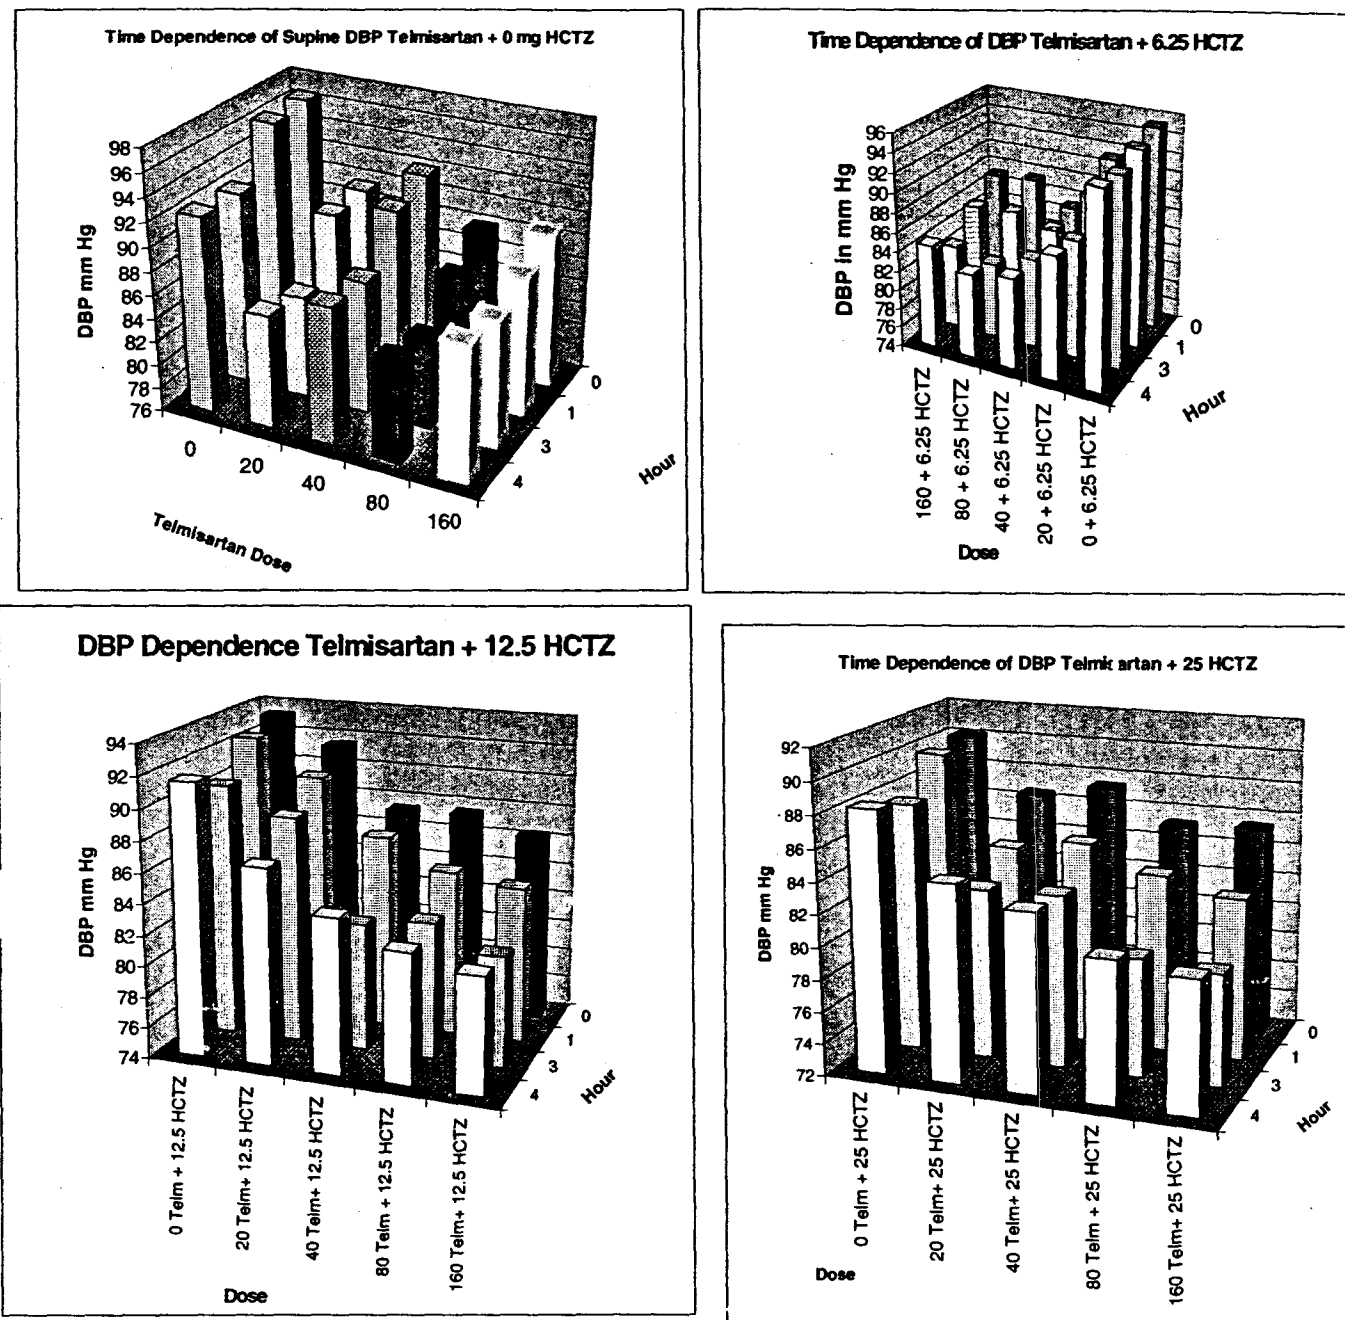 Time Dependence of Supine DBP Telmisartan + 0 mg HCTZ
98
96
94
92
90
88
86
84
82
80
78
76
DBP mm Hg
0
20
40
80
160
Telmisartan Dose
0
1
3
4
Hour
Time Dependence of DBP Telmisartan + 6.25 HCTZ
96
94
92
90
88
86
84
82
80
78
76
74
DBP In mm Hg
160 + 6.25 HCTZ
80 + 6.25 HCTZ
40 + 6.25 HCTZ
20 + 6.25 HCTZ
0 + 6.25 HCTZ
Dose
0
1
3
4
Hour
DBP Dependence Telmisartan + 12.5 HCTZ
94
92
90
88
86
84
82
80
78
76
74
DBP mm Hg
0 Telm + 12.5 HCTZ
20 Telm+ 12.5 HCTZ
40 Telm+ 12.5 HCTZ
80 Telm + 12.5 HCTZ
160 Telm+ 12.5 HCTZ
Dose
0
1
3
4
Hour
Time Dependence of DBP Telmis artan + 25 HCTZ
92
90
88
86
84
82
80
78
76
74
72
DBP mm Hg
0 Telm + 25 HCTZ
20 Telm+ 25 HCTZ
40 Telm+ 25 HCTZ
80 Telm + 25 HCTZ
160 Telm+ 25 HCTZ
Dose
0
1
3
4
Hour